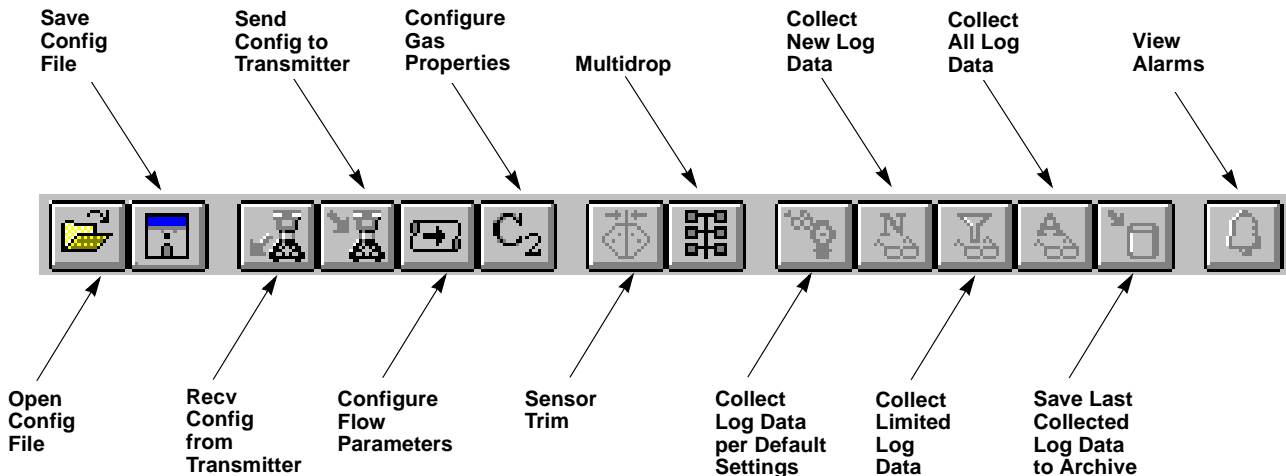 Save
Config
File
Send
Config to
Transmitter
Configure
Gas
Properties
Multidrop
Collect
New Log
Data
Collect
All Log
Data
View
Alarms
C2
N
A
Open
Config
File
Recv
Config
from
Transmitter
Configure
Flow
Parameters
Sensor
Trim
Collect
Log Data
per Default
Settings
Collect
Limited
Log
Data
Save Last
Collected
Log Data
to Archive